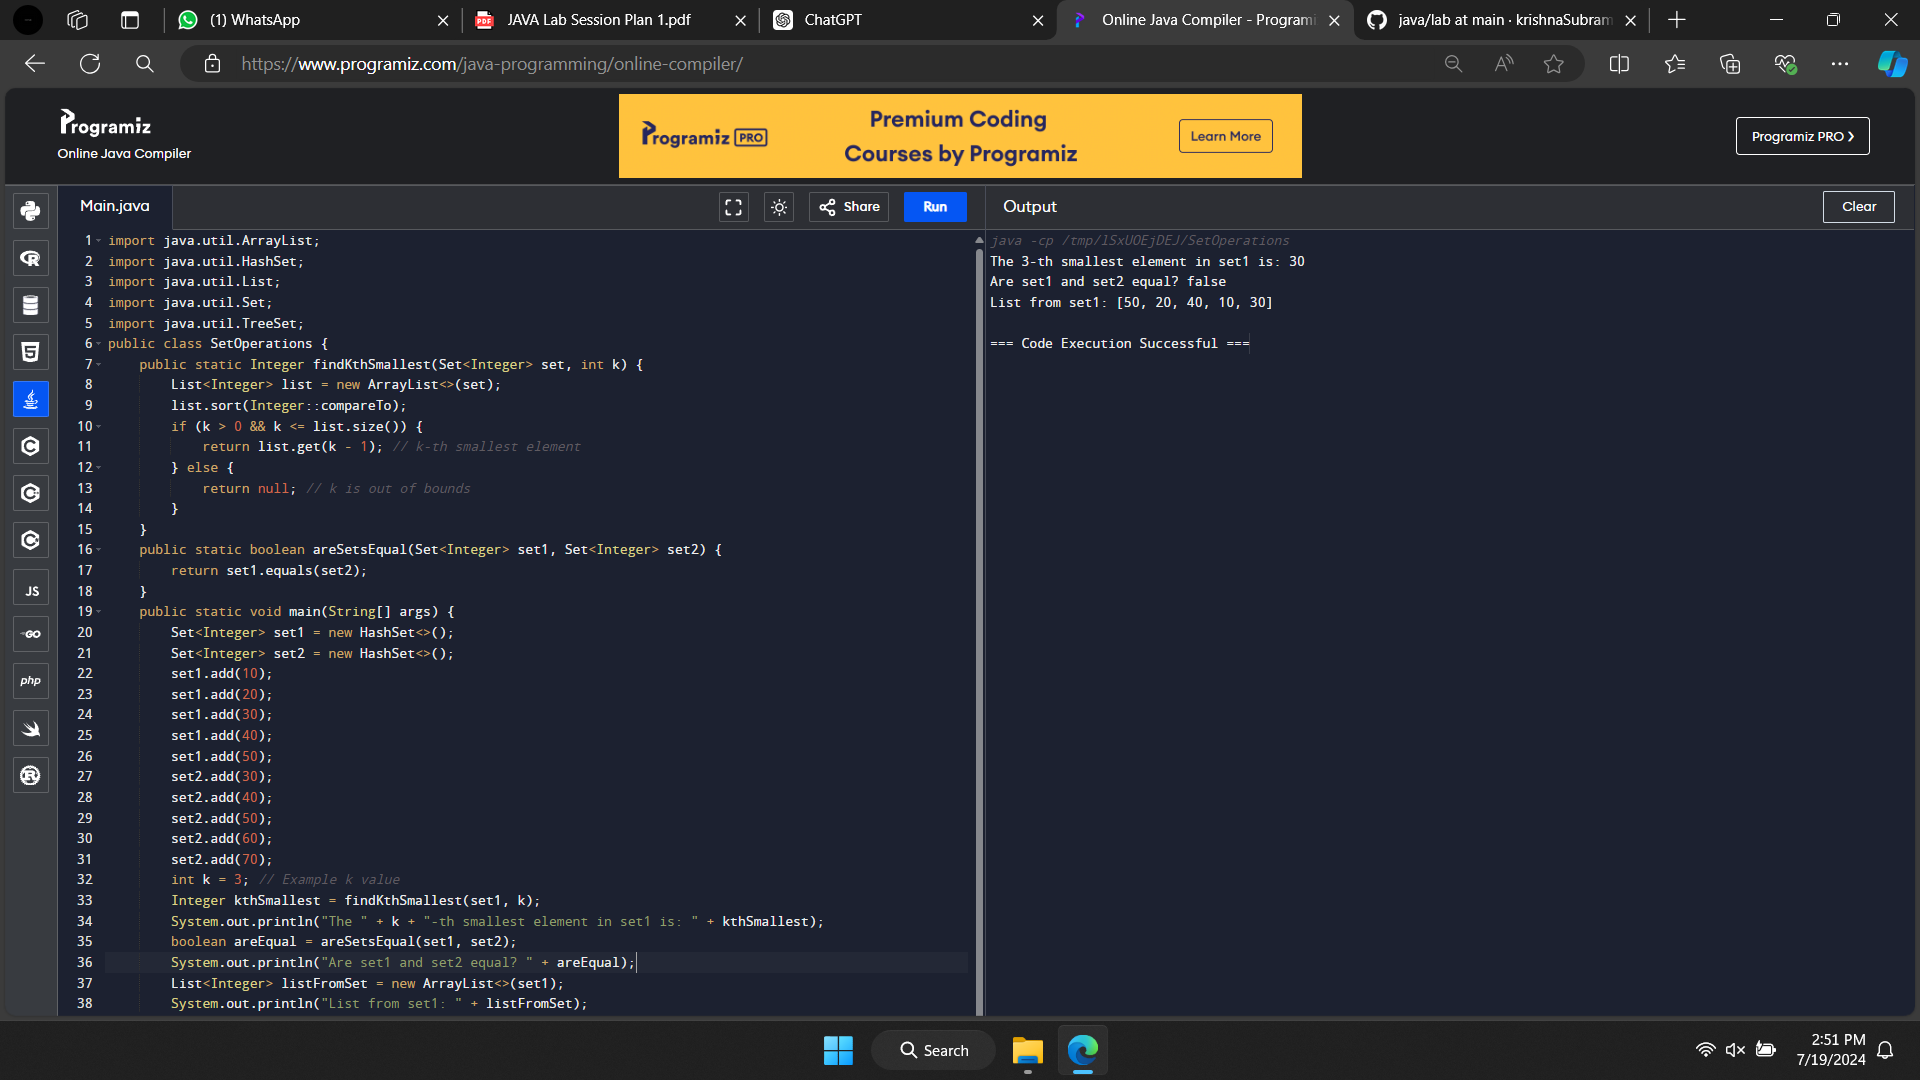 (1) WhatsApp
JAVA Lab Session Plan 1.pdf
ChatGPT
Online Java Compiler - Programi
java/lab at main · krishnaSubram
https://www.programiz.com/java-programming/online-compiler/
Programiz
Online Java Compiler
Programiz PRO
Premium Coding
Courses by Programiz
Learn More
Programiz PRO ❯
Main.java
Share
Run
Output
Clear
1 import java.util.ArrayList;
2 import java.util.HashSet;
3 import java.util.List;
4 import java.util.Set;
5 import java.util.TreeSet;
6 public class SetOperations {
7     public static Integer findKthSmallest(Set<Integer> set, int k) {
8         List<Integer> list = new ArrayList<>(set);
9         list.sort(Integer::compareTo);
10         if (k > 0 && k <= list.size()) {
11             return list.get(k - 1); // k-th smallest element
12         } else {
13             return null; // k is out of bounds
14         }
15     }
16     public static boolean areSetsEqual(Set<Integer> set1, Set<Integer> set2) {
17         return set1.equals(set2);
18     }
19     public static void main(String[] args) {
20         Set<Integer> set1 = new HashSet<>();
21         Set<Integer> set2 = new HashSet<>();
22         set1.add(10);
23         set1.add(20);
24         set1.add(30);
25         set1.add(40);
26         set1.add(50);
27         set2.add(30);
28         set2.add(40);
29         set2.add(50);
30         set2.add(60);
31         set2.add(70);
32         int k = 3; // Example k value
33         Integer kthSmallest = findKthSmallest(set1, k);
34         System.out.println("The " + k + "-th smallest element in set1 is: " + kthSmallest);
35         boolean areEqual = areSetsEqual(set1, set2);
36         System.out.println("Are set1 and set2 equal? " + areEqual);
37         List<Integer> listFromSet = new ArrayList<>(set1);
38         System.out.println("List from set1: " + listFromSet);
java -cp /tmp/lSxUOEjDEJ/SetOperations
The 3-th smallest element in set1 is: 30
Are set1 and set2 equal? false
List from set1: [50, 20, 40, 10, 30]
=== Code Execution Successful ===
JS
GO
php
Search
2:51 PM
7/19/2024